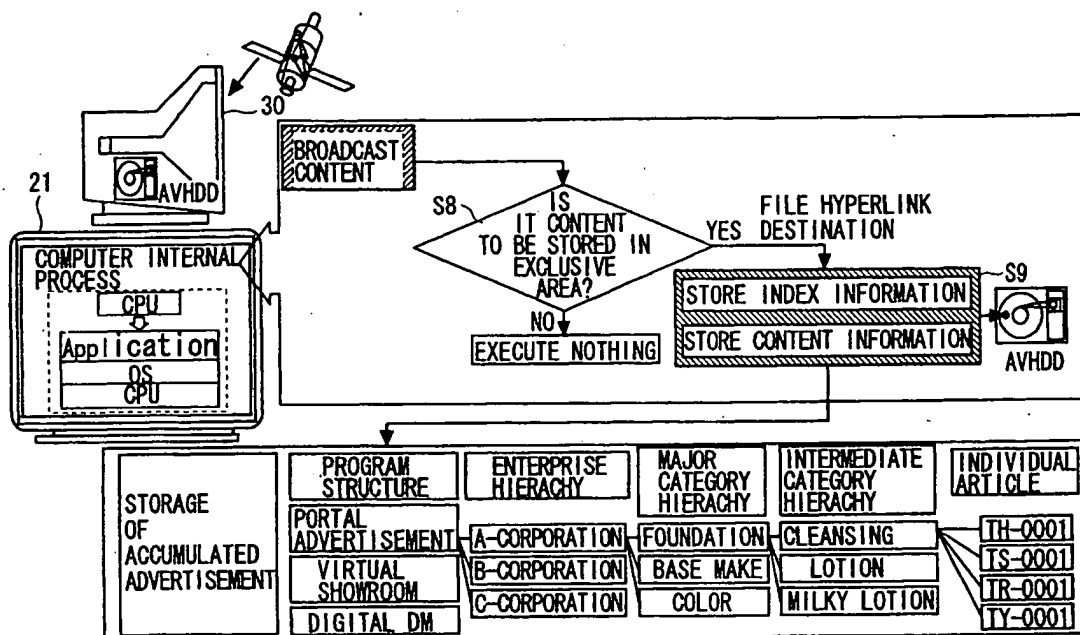 30
AVHDD
21
COMPUTER INTERNAL
PROCESS
CPU
Application
OS
CPU
BROADCAST
CONTENT
S8
IS
IT CONTENT
TO BE STORED IN
EXCLUSIVE
AREA?
YES
FILE HYPERLINK
DESTINATION
NO
EXECUTE NOTHING
S9
STORE INDEX INFORMATION
STORE CONTENT INFORMATION
AVHDD
STORAGE
OF
ACCUMULATED
ADVERTISEMENT
PROGRAM
STRUCTURE
PORTAL
ADVERTISEMENT
VIRTUAL
SHOWROOM
DIGITAL DM
ENTERPRISE
HIERACHY
A-CORPORATION
B-CORPORATION
C-CORPORATION
MAJOR
CATEGORY
HIERACHY
FOUNDATION
BASE MAKE
COLOR
INTERMEDIATE
CATEGORY
HIERACHY
CLEANSING
LOTION
MILKY LOTION
INDIVIDUAL
ARTICLE
TH-0001
TS-0001
TR-0001
TY-0001